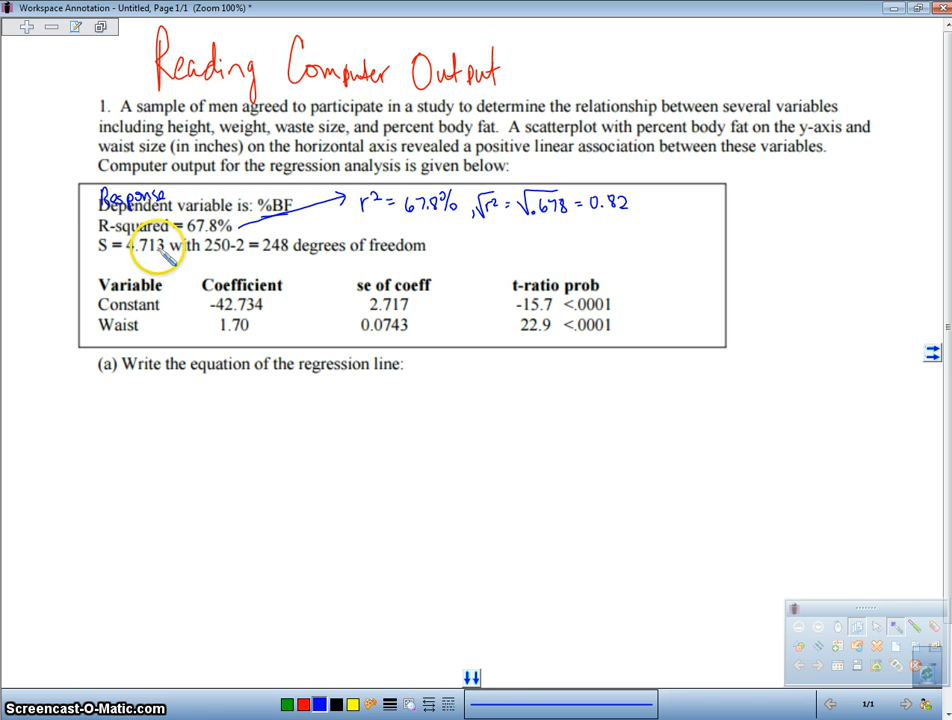 Workspace Annotation - Untitled, Page 1/1 (Zoom 100%) *
Reading Computer Output
1. A sample of men agreed to participate in a study to determine the relationship between several variables
including height, weight, waste size, and percent body fat. A scatterplot with percent body fat on the y-axis and
waist size (in inches) on the horizontal axis revealed a positive linear association between these variables.
Computer output for the regression analysis is given below:
Response
Dependent variable is: %BF
r² = 67.8% , √r² = √.678 = 0.82
R-squared = 67.8%
S = 4.713 with 250-2 = 248 degrees of freedom
Variable Coefficient se of coeff t-ratio prob
Constant -42.734 2.717 -15.7 <.0001
Waist 1.70 0.0743 22.9 <.0001
(a) Write the equation of the regression line:
Screencast-O-Matic.com
1/1